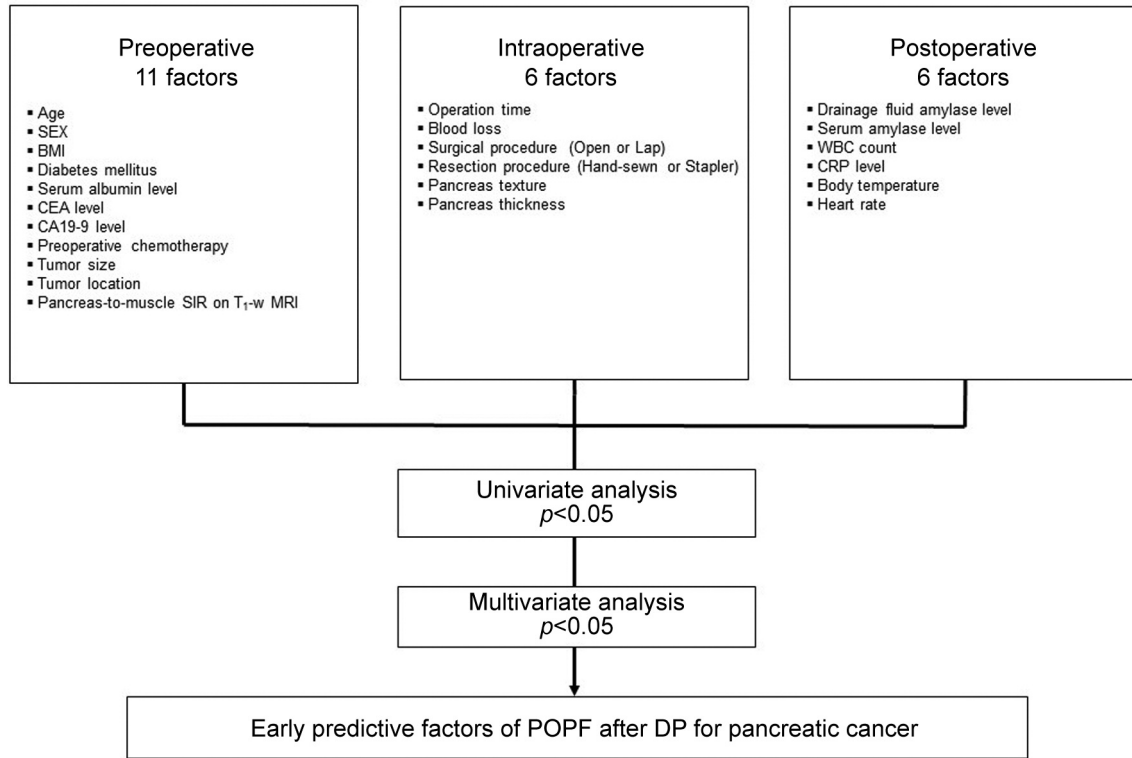 Preoperative
11 factors
▪ Age
▪ SEX
▪ BMI
▪ Diabetes mellitus
▪ Serum albumin level
▪ CEA level
▪ CA19-9 level
▪ Preoperative chemotherapy
▪ Tumor size
▪ Tumor location
▪ Pancreas-to-muscle SIR on T₁-w MRI
Intraoperative
6 factors
▪ Operation time
▪ Blood loss
▪ Surgical procedure (Open or Lap)
▪ Resection procedure (Hand-sewn or Stapler)
▪ Pancreas texture
▪ Pancreas thickness
Postoperative
6 factors
▪ Drainage fluid amylase level
▪ Serum amylase level
▪ WBC count
▪ CRP level
▪ Body temperature
▪ Heart rate
Univariate analysis
p<0.05
Multivariate analysis
p<0.05
Early predictive factors of POPF after DP for pancreatic cancer